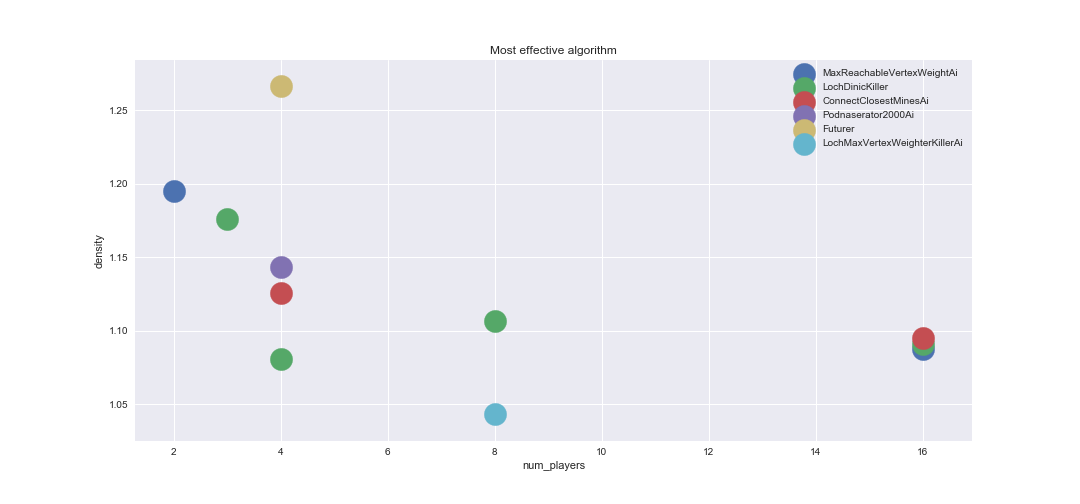 Most effective algorithm
MaxReachableVertexWeightAi
LochDinicKiller
ConnectClosestMinesAi
Podnaserator2000Ai
Futurer
LochMaxVertexWeighterKillerAi
density
1.25
1.20
1.15
1.10
1.05
2 4 6 8 10 12 14 16
num_players